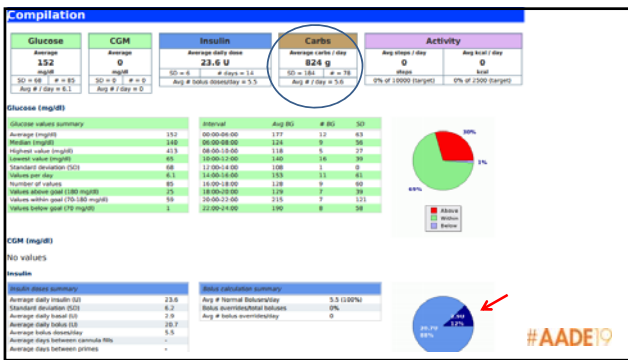 Compilation
Glucose
Average
152
mg/dl
SD = 68 # = 85
Avg # / day = 6.1
CGM
Average
0
mg/dl
SD = 0 # = 0
Avg # / day = 0
Insulin
Average daily dose
23.6 U
SD = 6 # days = 14
Avg # bolus doses/day = 5.5
Carbs
Average carbs / day
824 g
SD = 184 # = 78
Avg # / day = 5.6
Activity
Avg steps / day
0
steps
0% of 10000 (target)
Avg kcal / day
0
kcal
0% of 2500 (target)
Glucose (mg/dl)
Glucose values summary
Average (mg/dl) 152
Median (mg/dl) 140
Highest value (mg/dl) 413
Lowest value (mg/dl) 65
Standard deviation (SD) 68
Values per day 6.1
Number of values 85
Values above goal (180 mg/dl) 25
Values within goal (70-180 mg/dl) 59
Values below goal (70 mg/dl) 1
Interval Avg BG # BG SD
00:00-06:00 177 12 63
06:00-08:00 124 9 56
08:00-10:00 118 5 27
10:00-12:00 140 16 39
12:00-14:00 108 1 0
14:00-16:00 153 11 61
16:00-18:00 128 9 60
18:00-20:00 129 7 39
20:00-22:00 215 7 121
22:00-24:00 190 8 58
30%
1%
69%
Above
Within
Below
CGM (mg/dl)
No values
Insulin
Insulin doses summary
Average daily insulin (U) 23.6
Standard deviation (SD) 6.2
Average daily basal (U) 2.9
Average daily bolus (U) 20.7
Average bolus doses/day 5.5
Average days between cannula fills -
Average days between primes -
Bolus calculation summary
Avg # Normal Boluses/day 5.5 (100%)
Bolus overrides/total boluses 0%
Avg # bolus overrides/day 0
2.9U
12%
20.7U
88%
#AADE19